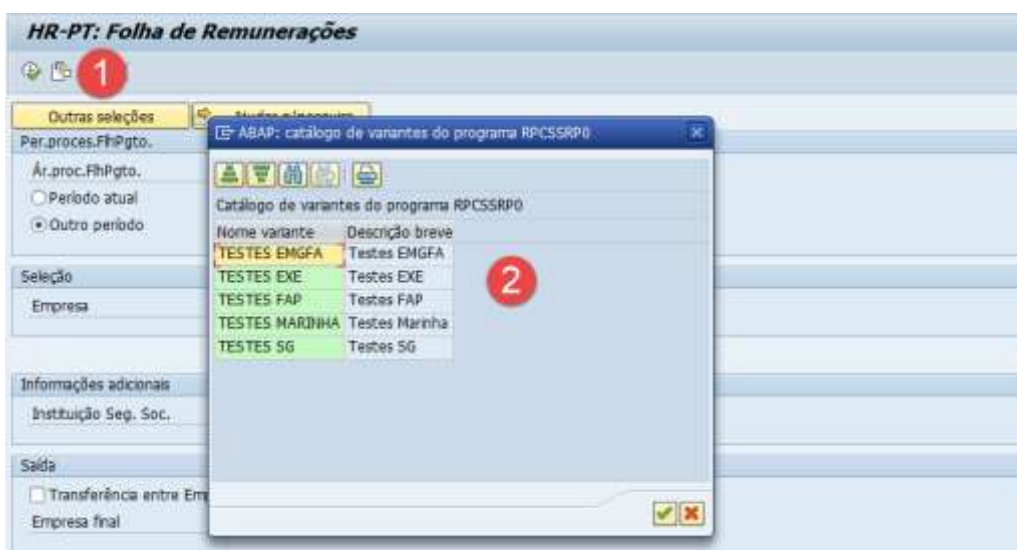 HR-PT: Folha de Remunerações
1
Outras seleções
Per.proces.FlhPgto.
Ár.proc.FlhPgto.
Período atual
Outro período
Seleção
Empresa
Informações adicionais
Instituição Seg. Soc.
Saída
Transferência entre Em
Empresa final
ABAP: catálogo de variantes do programa RPCSSRP0
Catálogo de variantes do programa RPCSSRP0
Nome variante Descrição breve
TESTES EMGFA Testes EMGFA
TESTES EXE Testes EXE
TESTES FAP Testes FAP
TESTES MARINHA Testes Marinha
TESTES SG Testes SG
2